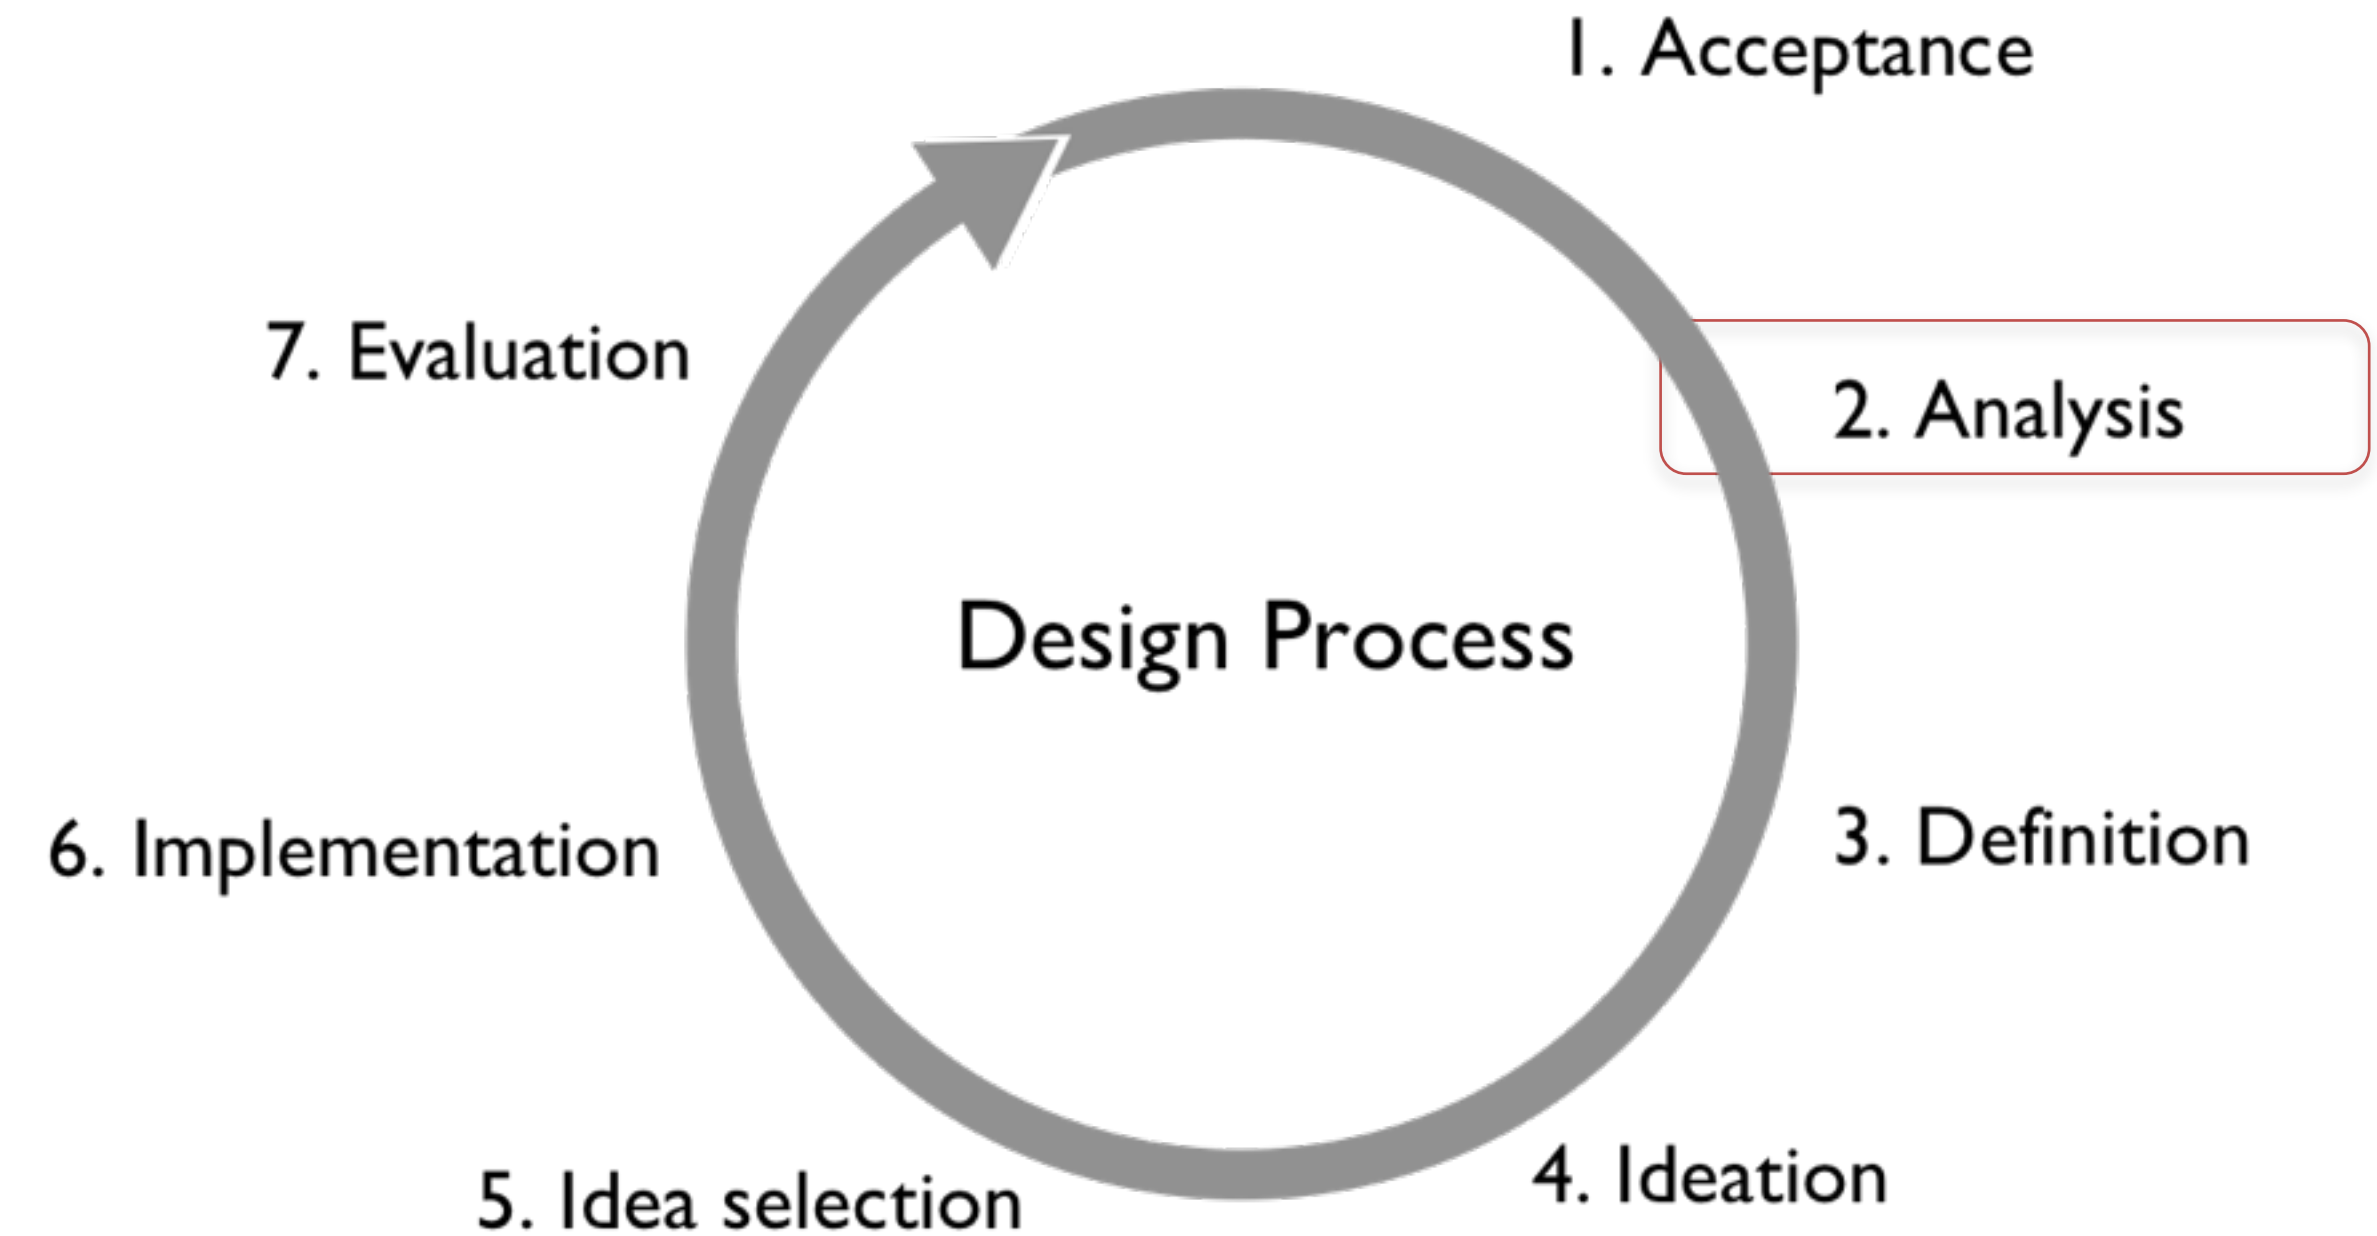 1. Acceptance
2. Analysis
3. Definition
4. Ideation
5. Idea selection
6. Implementation
7. Evaluation
Design Process